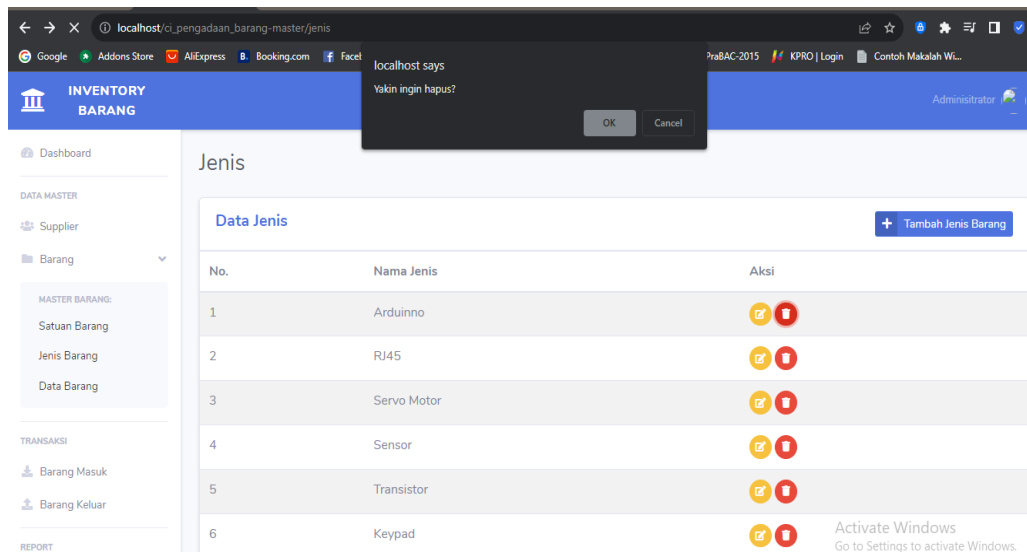 localhost/ci_pengadaan_barang-master/jenis
Google Addons Store AliExpress B. Booking.com PraBAC-2015 KPRO | Login Contoh Makalah Wi...
localhost says
Yakin ingin hapus?
OK Cancel
INVENTORY
BARANG
Adminisitrator
Dashboard
DATA MASTER
Supplier
Barang
MASTER BARANG:
Satuan Barang
Jenis Barang
Data Barang
TRANSAKSI
Barang Masuk
Barang Keluar
REPORT
Jenis
Data Jenis
+ Tambah Jenis Barang
No. Nama Jenis Aksi
1 Arduinno
2 RJ45
3 Servo Motor
4 Sensor
5 Transistor
6 Keypad
Activate Windows
Go to Settings to activate Windows.